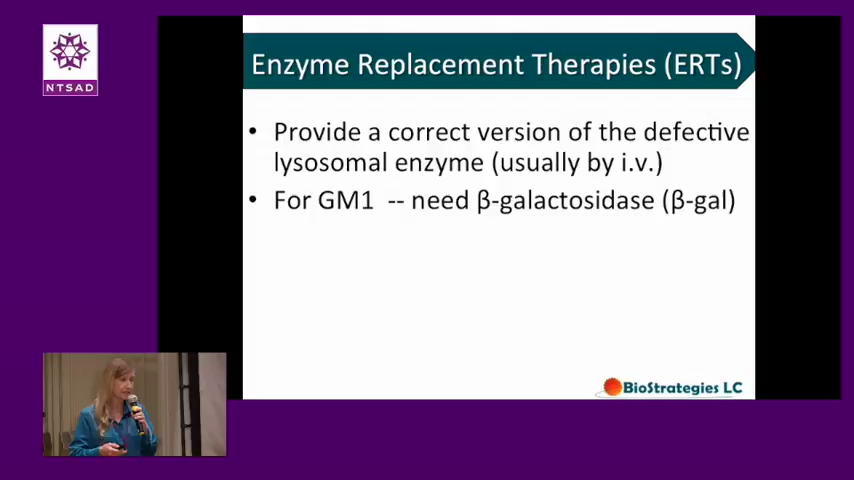 NTSAD
Enzyme Replacement Therapies (ERTs)
• Provide a correct version of the defective
lysosomal enzyme (usually by i.v.)
• For GM1 -- need β-galactosidase (β-gal)
BioStrategies LC